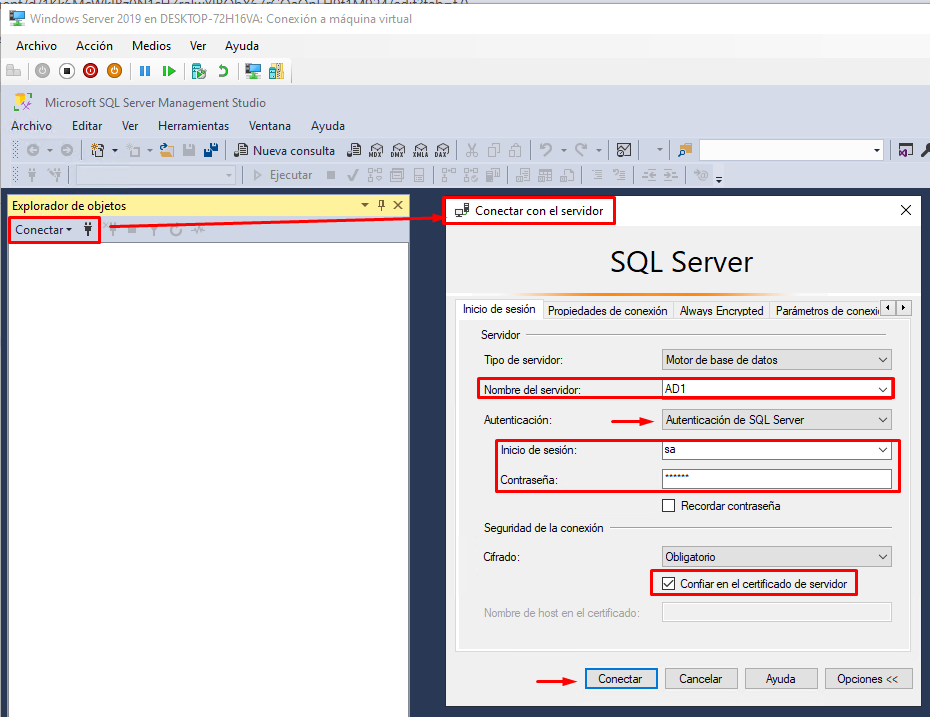 Windows Server 2019 en DESKTOP-72H16VA: Conexión a máquina virtual
Archivo Acción Medios Ver Ayuda
Microsoft SQL Server Management Studio
Archivo Editar Ver Herramientas Ventana Ayuda
Nueva consulta MDX DMX XMLA DAX
Ejecutar
Explorador de objetos
Conectar
Conectar con el servidor
SQL Server
Inicio de sesión Propiedades de conexión Always Encrypted Parámetros de conexi
Servidor
Tipo de servidor: Motor de base de datos
Nombre del servidor: AD1
Autenticación: Autenticación de SQL Server
Inicio de sesión: sa
Contraseña: ******
Recordar contraseña
Seguridad de la conexión
Cifrado: Obligatorio
Confiar en el certificado de servidor
Nombre de host en el certificado:
Conectar Cancelar Ayuda Opciones <<